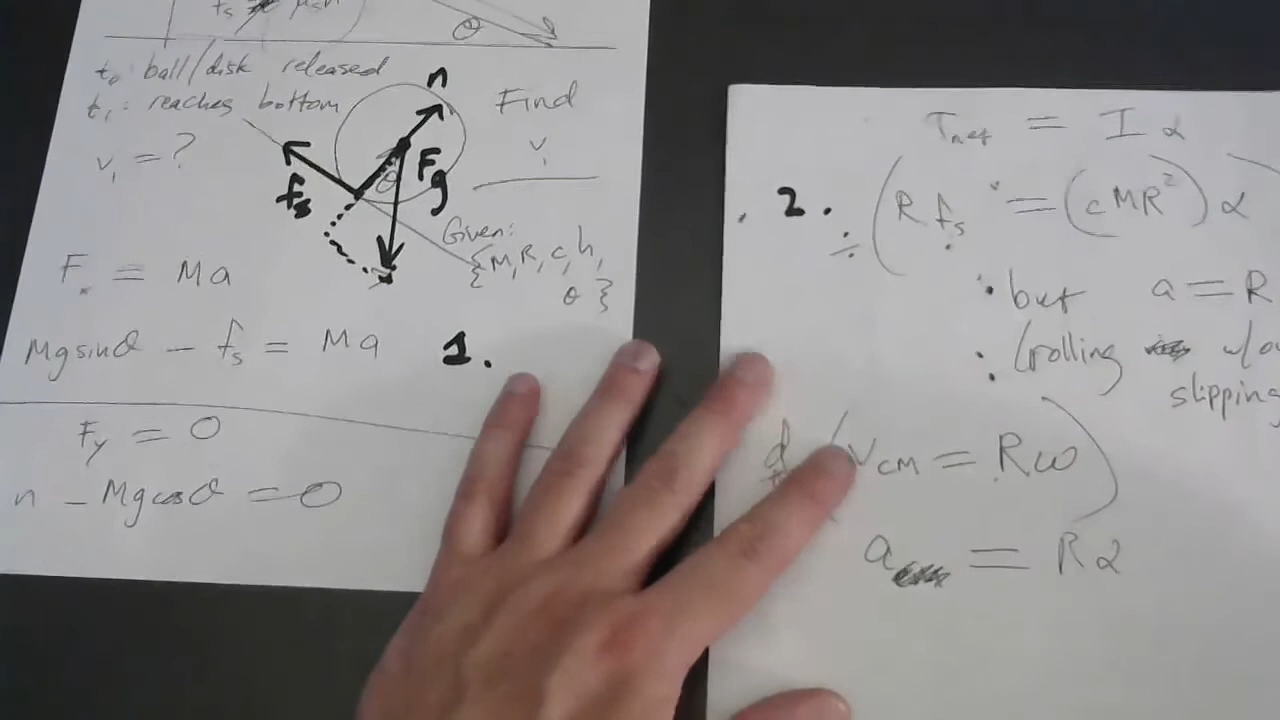 θ
t₀ ball/disk released
t₁: reaches bottom
v₁ = ?
n
fs
Fg
θ
Find
v₁
Given:
{M, R, c, h,
θ}
Fₓ = Ma
Mg sinθ - fs = Ma 1.
Fy = 0
n - Mg cosθ = 0
τnet = Iα
2. ÷ (R fs = (cMR²) α
but a = R
(rolling w/o
slipping
(vCM = Rω)
a = Rα